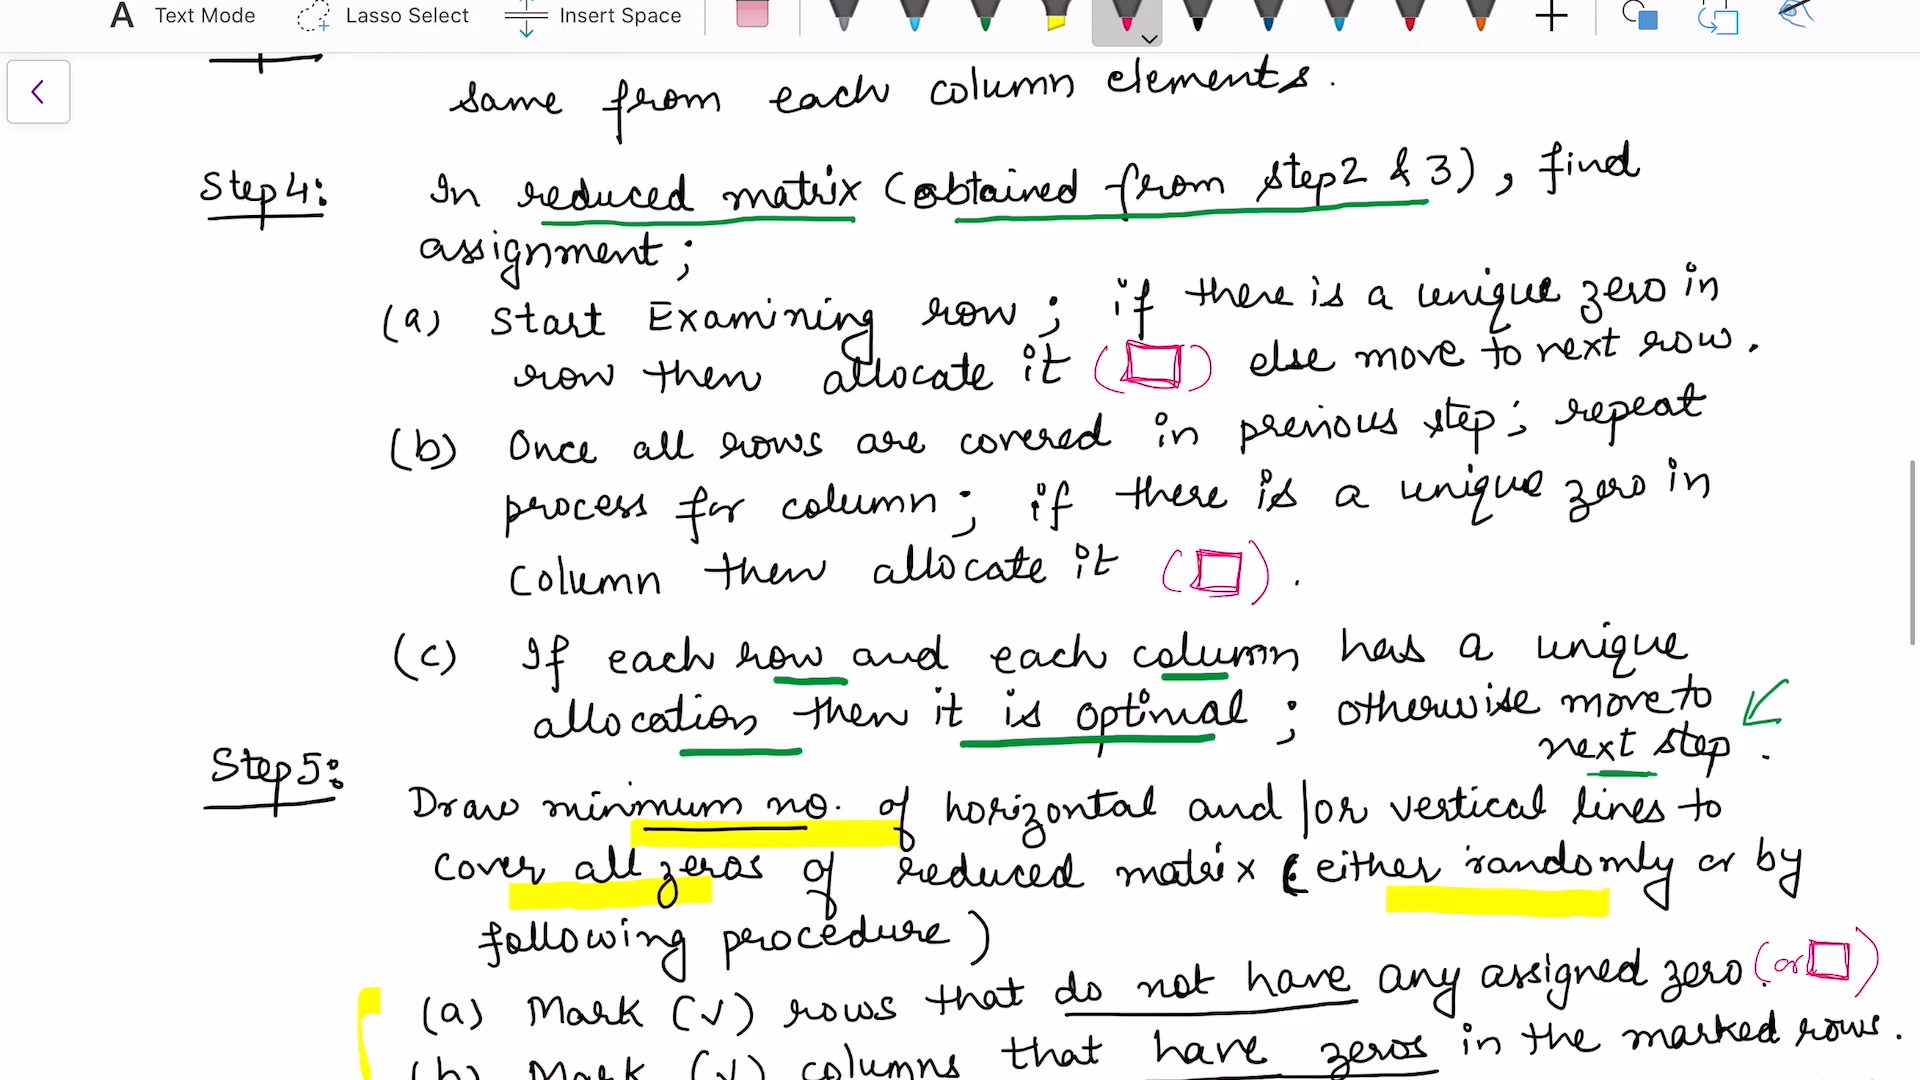 Text Mode Lasso Select Insert Space
same from each column elements.
Step 4: In reduced matrix (obtained from step 2 & 3), find
assignment;
(a) Start Examining row; if there is a unique zero in
row then allocate it (□) else move to next row.
(b) Once all rows are covered in previous step; repeat
process for column; if there is a unique zero in
column then allocate it (□).
(c) If each row and each column has a unique
allocation then it is optimal; otherwise move to
next step.
Step 5:
Draw minimum no. of horizontal and/or vertical lines to
cover all zeros of reduced matrix (either randomly or by
following procedure)
(a) Mark (√) rows that do not have any assigned zero. (or □)
(b) Mark (√) columns that have zeros in the marked rows.